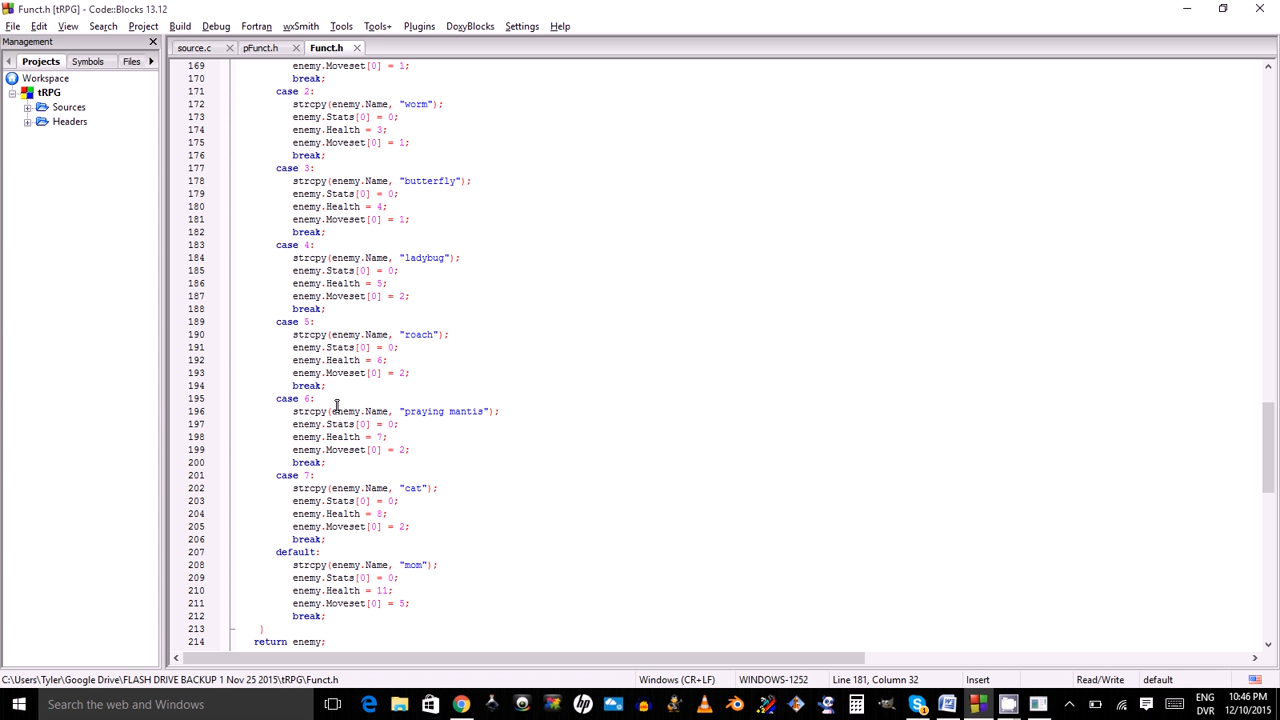 Funct.h [tRPG] - Code::Blocks 13.12
File Edit View Search Project Build Debug Fortran wxSmith Tools Tools+ Plugins DoxyBlocks Settings Help
Management
source.c pFunct.h Funct.h
Projects Symbols Files
Workspace
tRPG
Sources
Headers
169 enemy.Moveset[0] = 1;
170 break;
171 case 2:
172 strcpy(enemy.Name, "worm");
173 enemy.Stats[0] = 0;
174 enemy.Health = 3;
175 enemy.Moveset[0] = 1;
176 break;
177 case 3:
178 strcpy(enemy.Name, "butterfly");
179 enemy.Stats[0] = 0;
180 enemy.Health = 4;
181 enemy.Moveset[0] = 1;
182 break;
183 case 4:
184 strcpy(enemy.Name, "ladybug");
185 enemy.Stats[0] = 0;
186 enemy.Health = 5;
187 enemy.Moveset[0] = 2;
188 break;
189 case 5:
190 strcpy(enemy.Name, "roach");
191 enemy.Stats[0] = 0;
192 enemy.Health = 6;
193 enemy.Moveset[0] = 2;
194 break;
195 case 6:
196 strcpy(enemy.Name, "praying mantis");
197 enemy.Stats[0] = 0;
198 enemy.Health = 7;
199 enemy.Moveset[0] = 2;
200 break;
201 case 7:
202 strcpy(enemy.Name, "cat");
203 enemy.Stats[0] = 0;
204 enemy.Health = 8;
205 enemy.Moveset[0] = 2;
206 break;
207 default:
208 strcpy(enemy.Name, "mom");
209 enemy.Stats[0] = 0;
210 enemy.Health = 11;
211 enemy.Moveset[0] = 5;
212 break;
213 }
214 return enemy;
C:\Users\Tyler\Google Drive\FLASH DRIVE BACKUP 1 Nov 25 2015\tRPG\Funct.h Windows (CR+LF) WINDOWS-1252 Line 181, Column 32 Insert Read/Write default
Search the web and Windows
ENG 10:46 PM
DVR 12/10/2015